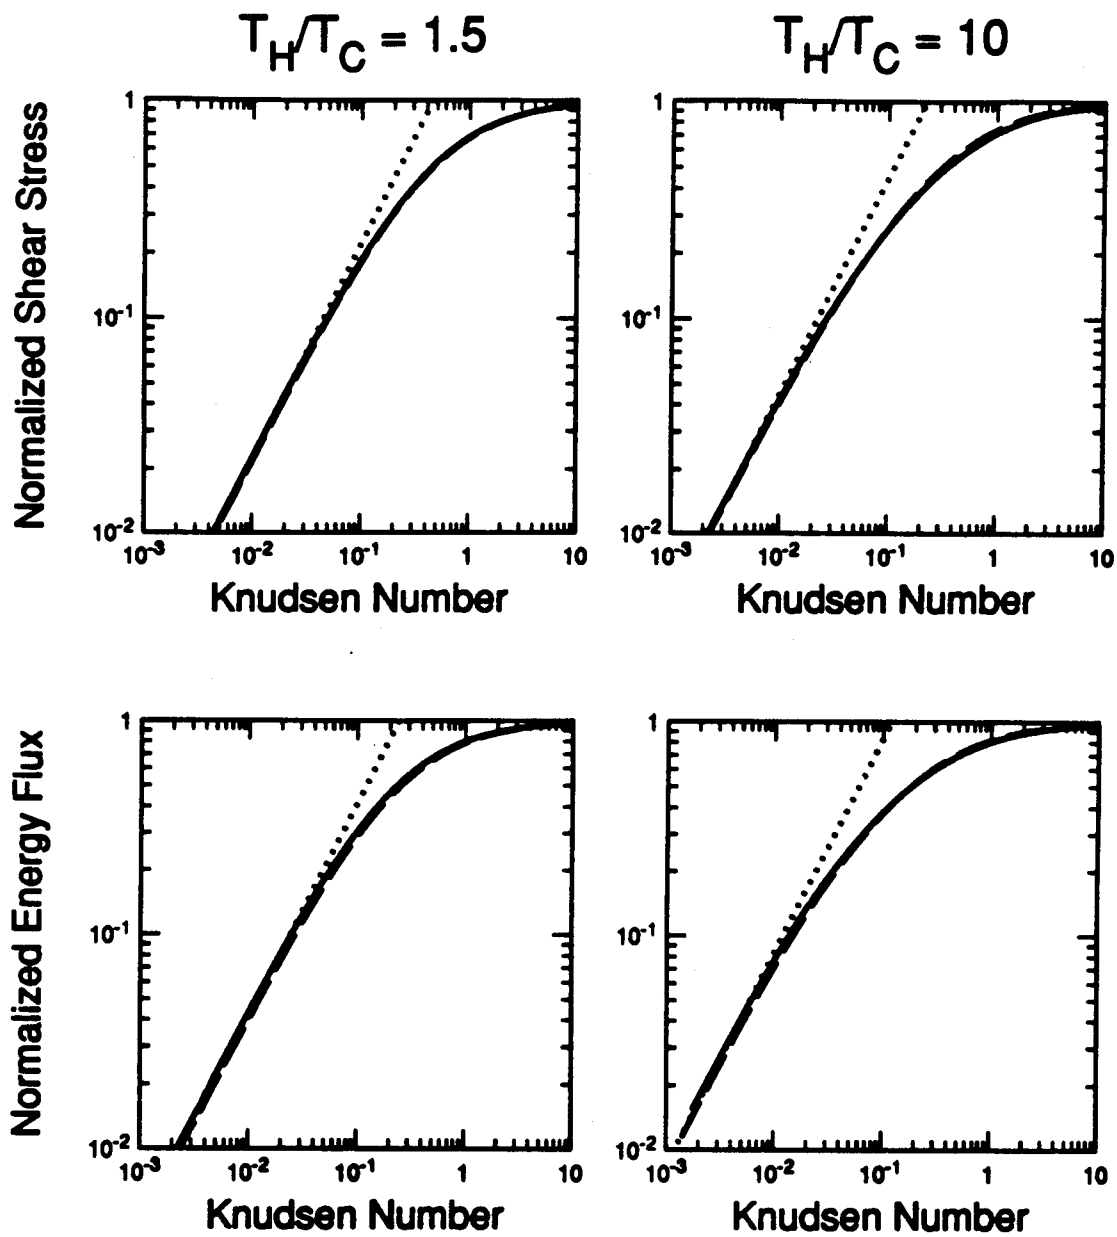 T_H/T_C = 1.5
T_H/T_C = 10
Normalized Shear Stress
1
10^-1
10^-2
10^-3 10^-2 10^-1 1 10
Knudsen Number
1
10^-1
10^-2
10^-3 10^-2 10^-1 1 10
Knudsen Number
Normalized Energy Flux
1
10^-1
10^-2
10^-3 10^-2 10^-1 1 10
Knudsen Number
1
10^-1
10^-2
10^-3 10^-2 10^-1 1 10
Knudsen Number